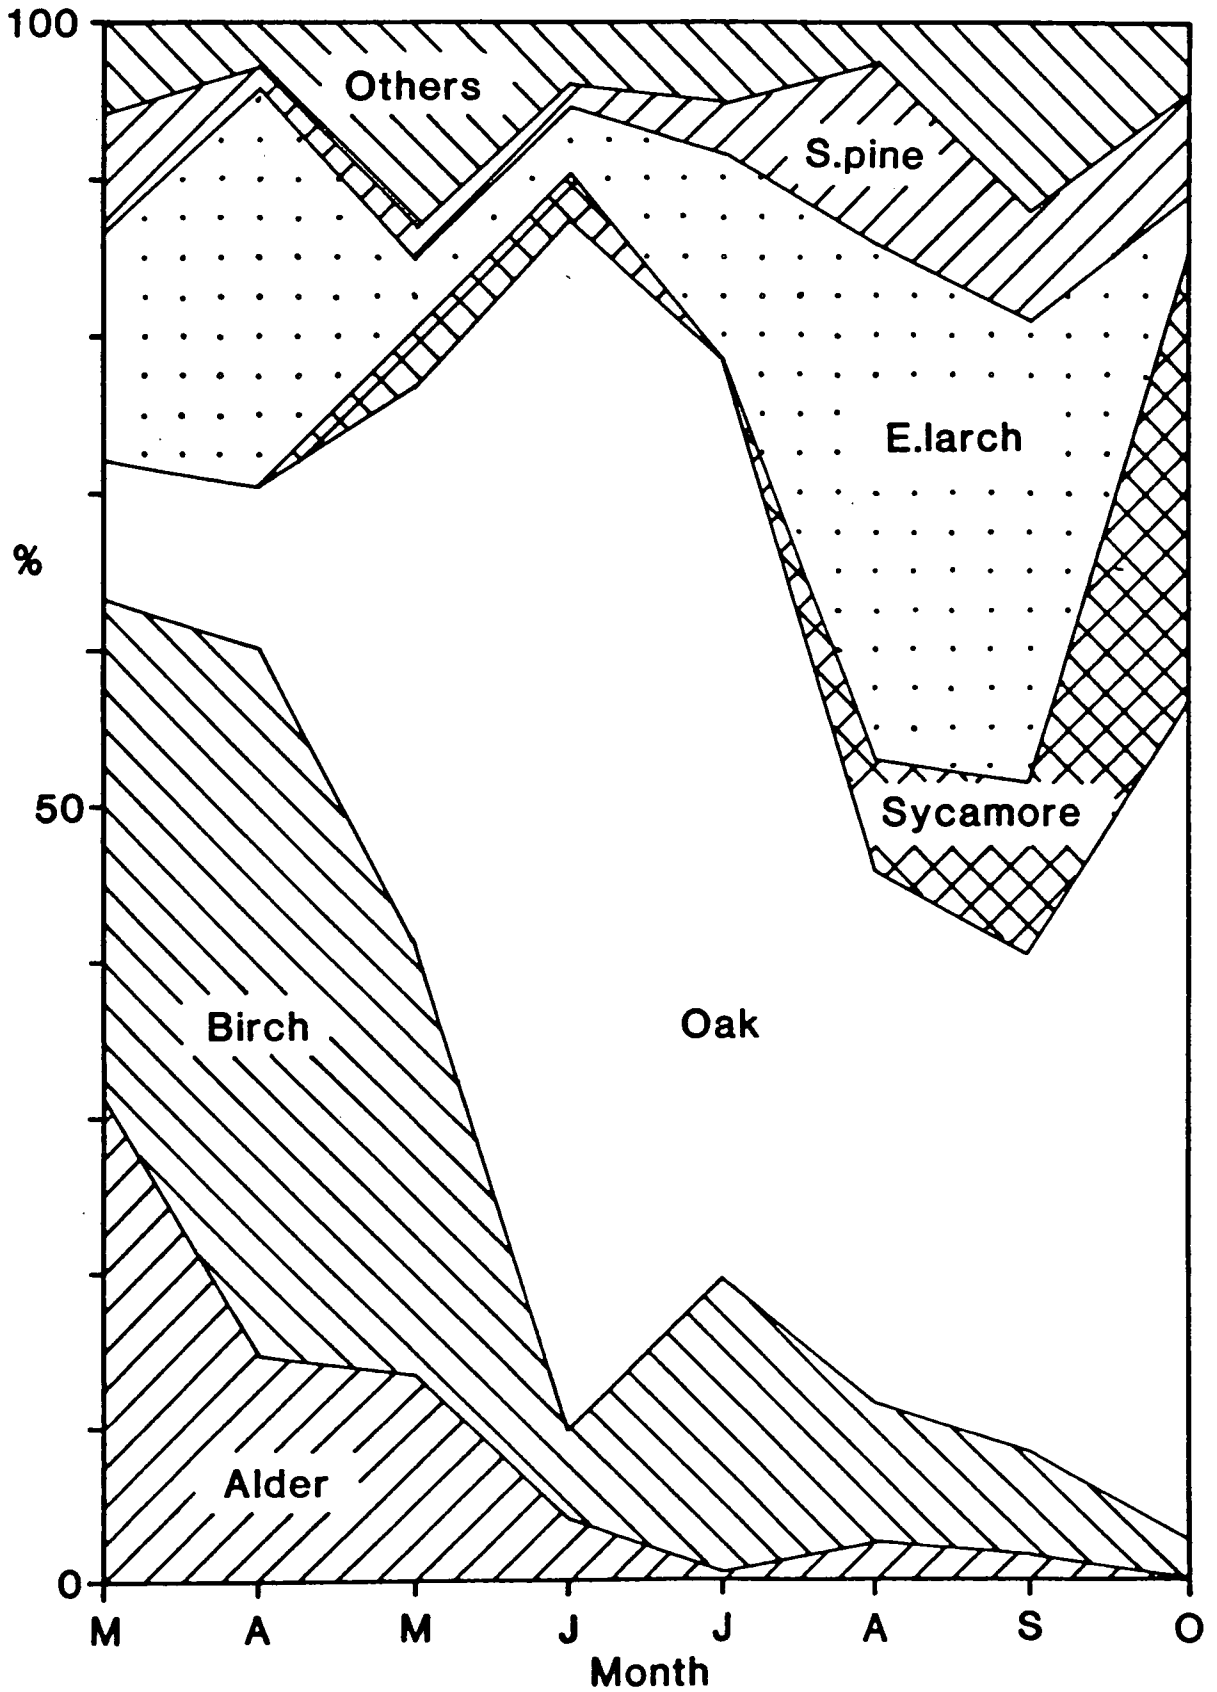 100
Others
S.pine
E.larch
%
50
Sycamore
Birch
Oak
Alder
0
M A M J J A S O
Month